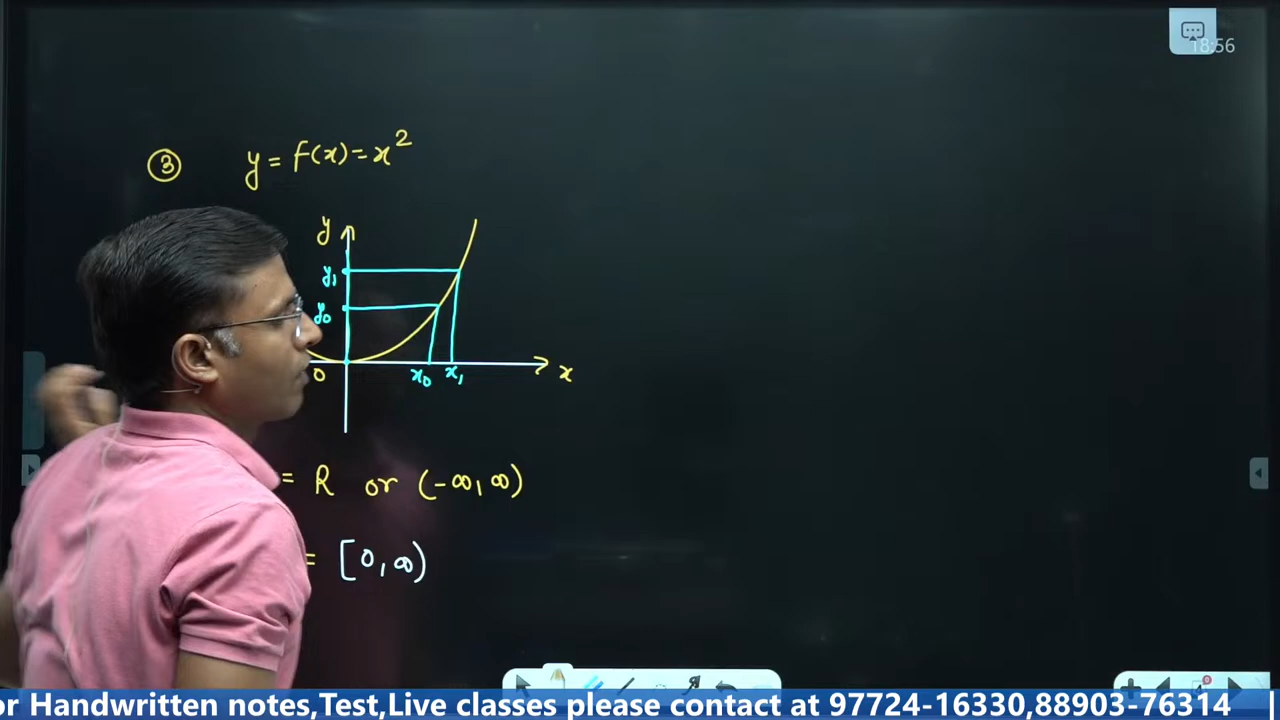 18:56
③ y = f(x) = x²
y
y₁
y₀
0 x₀ x₁ x
= R or (-∞, ∞)
= [0, ∞)
or Handwritten notes,Test,Live classes please contact at 97724-16330,88903-76314 |